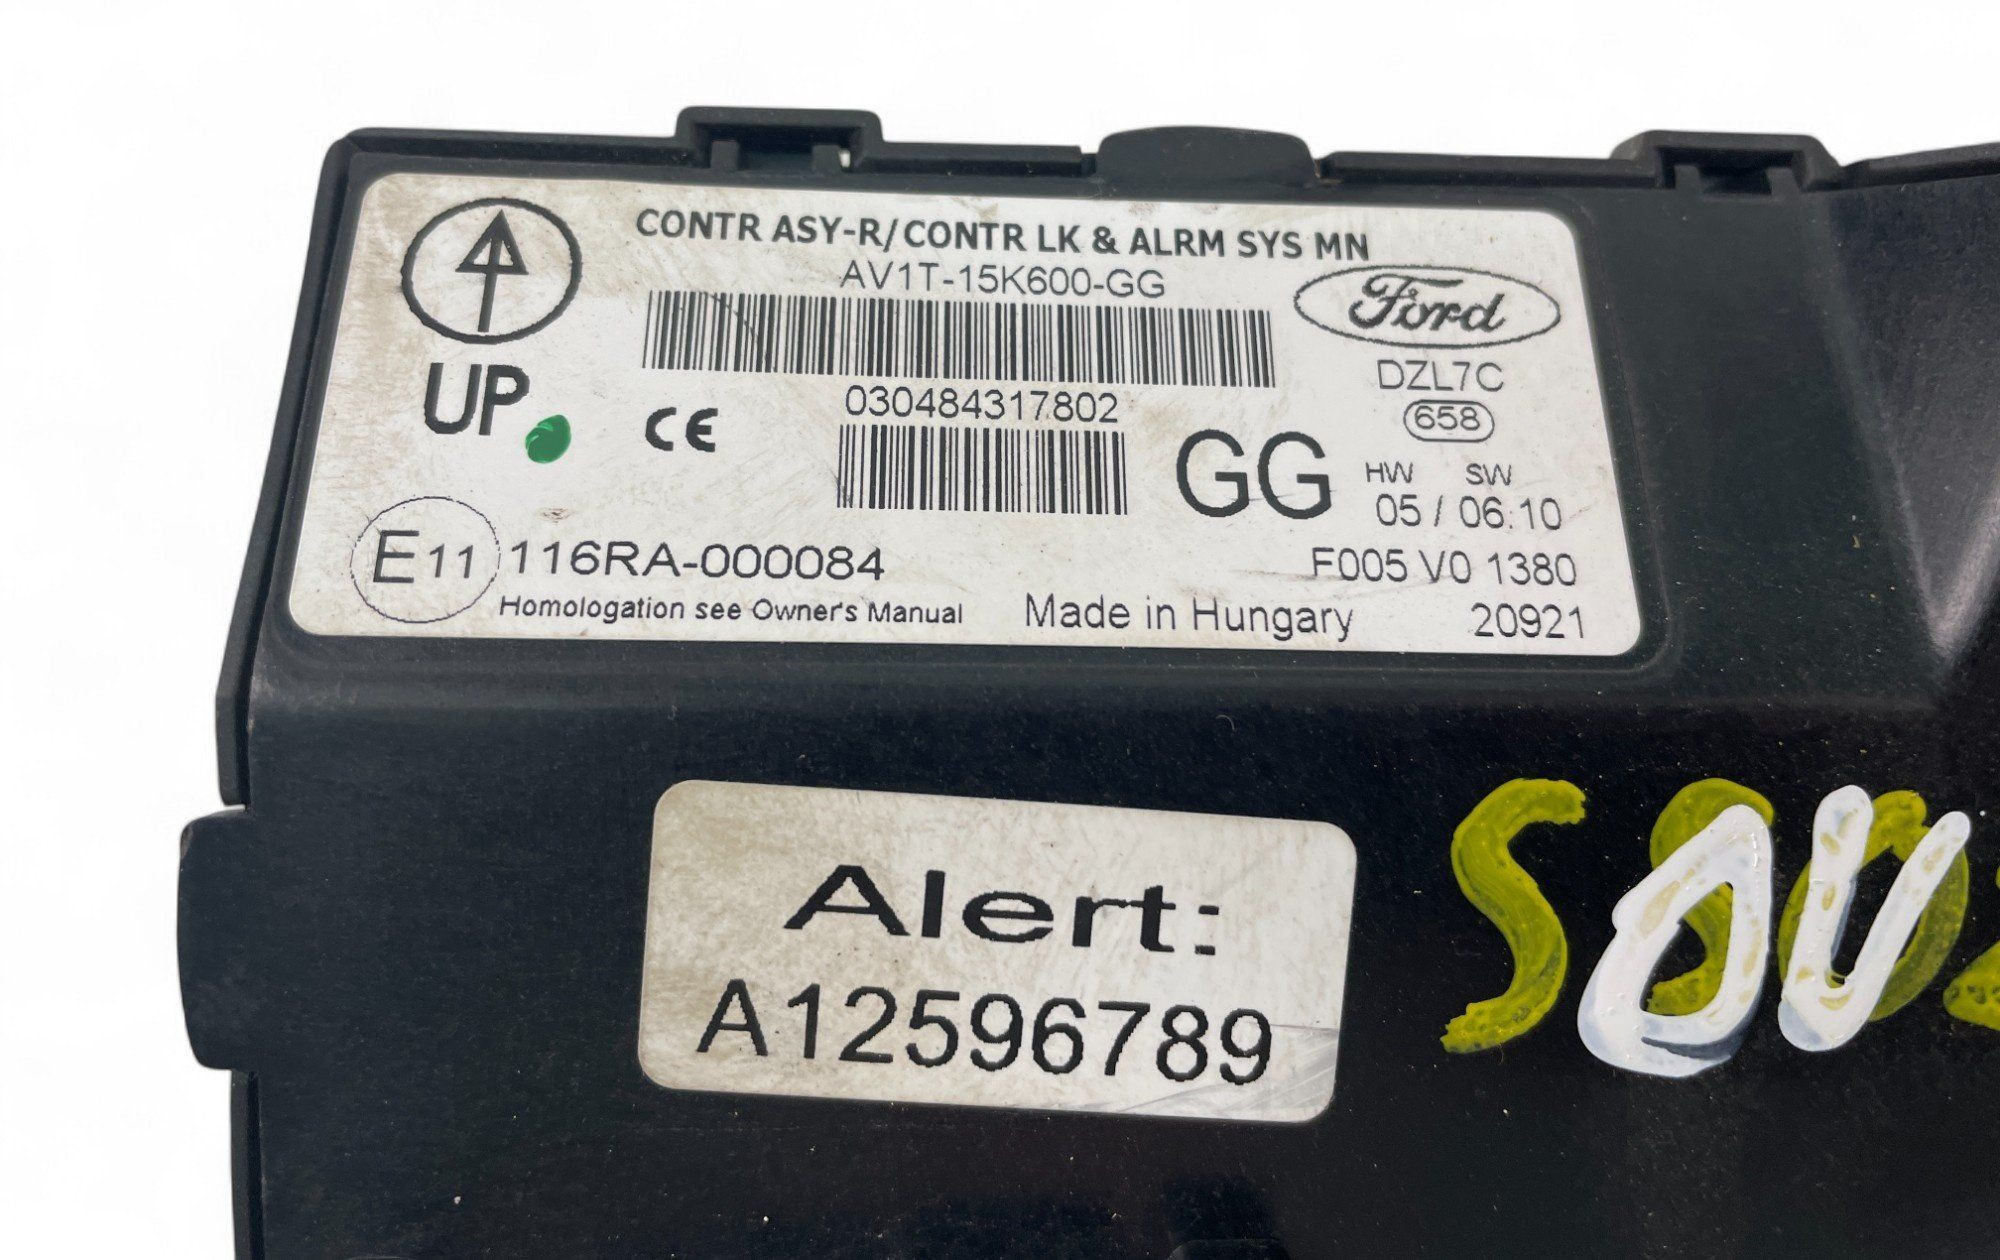 CONTR ASY-R/CONTR LK & ALRM SYS MN
AV1T-15K600-GG
Ford
UP
DZL7C
030484317802
658
CE
GG
HW SW
05 / 06.10
E11 116RA-000084
F005 V0 1380
Homologation see Owner's Manual
Made in Hungary
20921
Alert:
A12596789